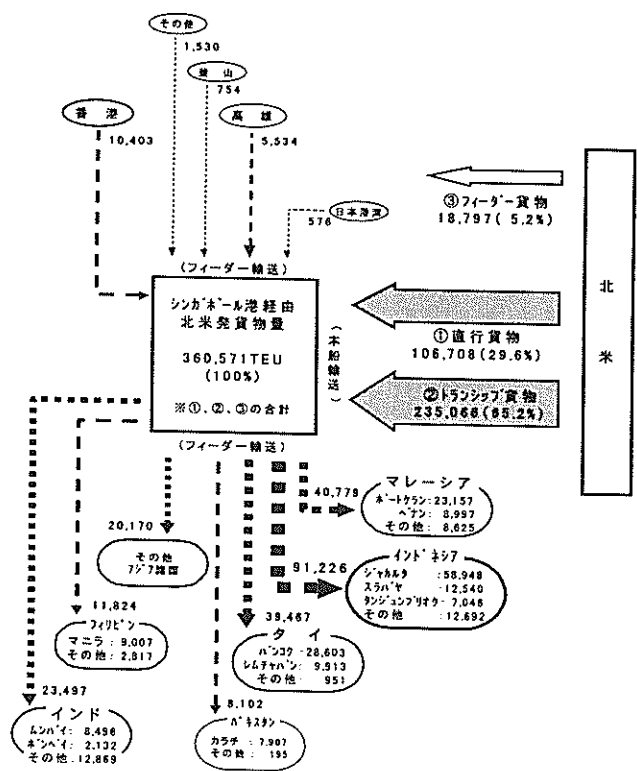 その他
1,530
釜山
754
香港
10,403
高雄
5,534
日本港湾
576
③フィーダー貨物
18,797( 5.2%)
北米
(フィーダー輸送)
シンガポール港経由
北米発貨物量
360,571TEU
(100%)
※①、②、③の合計
(本船輸送)
①直行貨物
106,708(29.6%)
②トランシップ貨物
235,066(65.2%)
(フィーダー輸送)
40,779
マレーシア
ポートケラン:23,157
ペナン: 8,997
その他: 8,625
20,170
その他
アジア諸国
91,226
インドネシア
ジャカルタ :58,948
スラバヤ -12,540
タンジュンプリオク- 7,046
その他 :12,692
11,824
フィリピン
マニラ: 9,007
その他: 2,817
39,467
タイ
バンコク -28,603
シムチャバン: 9,913
その他: 951
23,497
インド
ムンバイ: 8,496
ボンベイ: 2,132
その他:12,869
8,102
パキスタン
カラチ :7,907
その他: 195